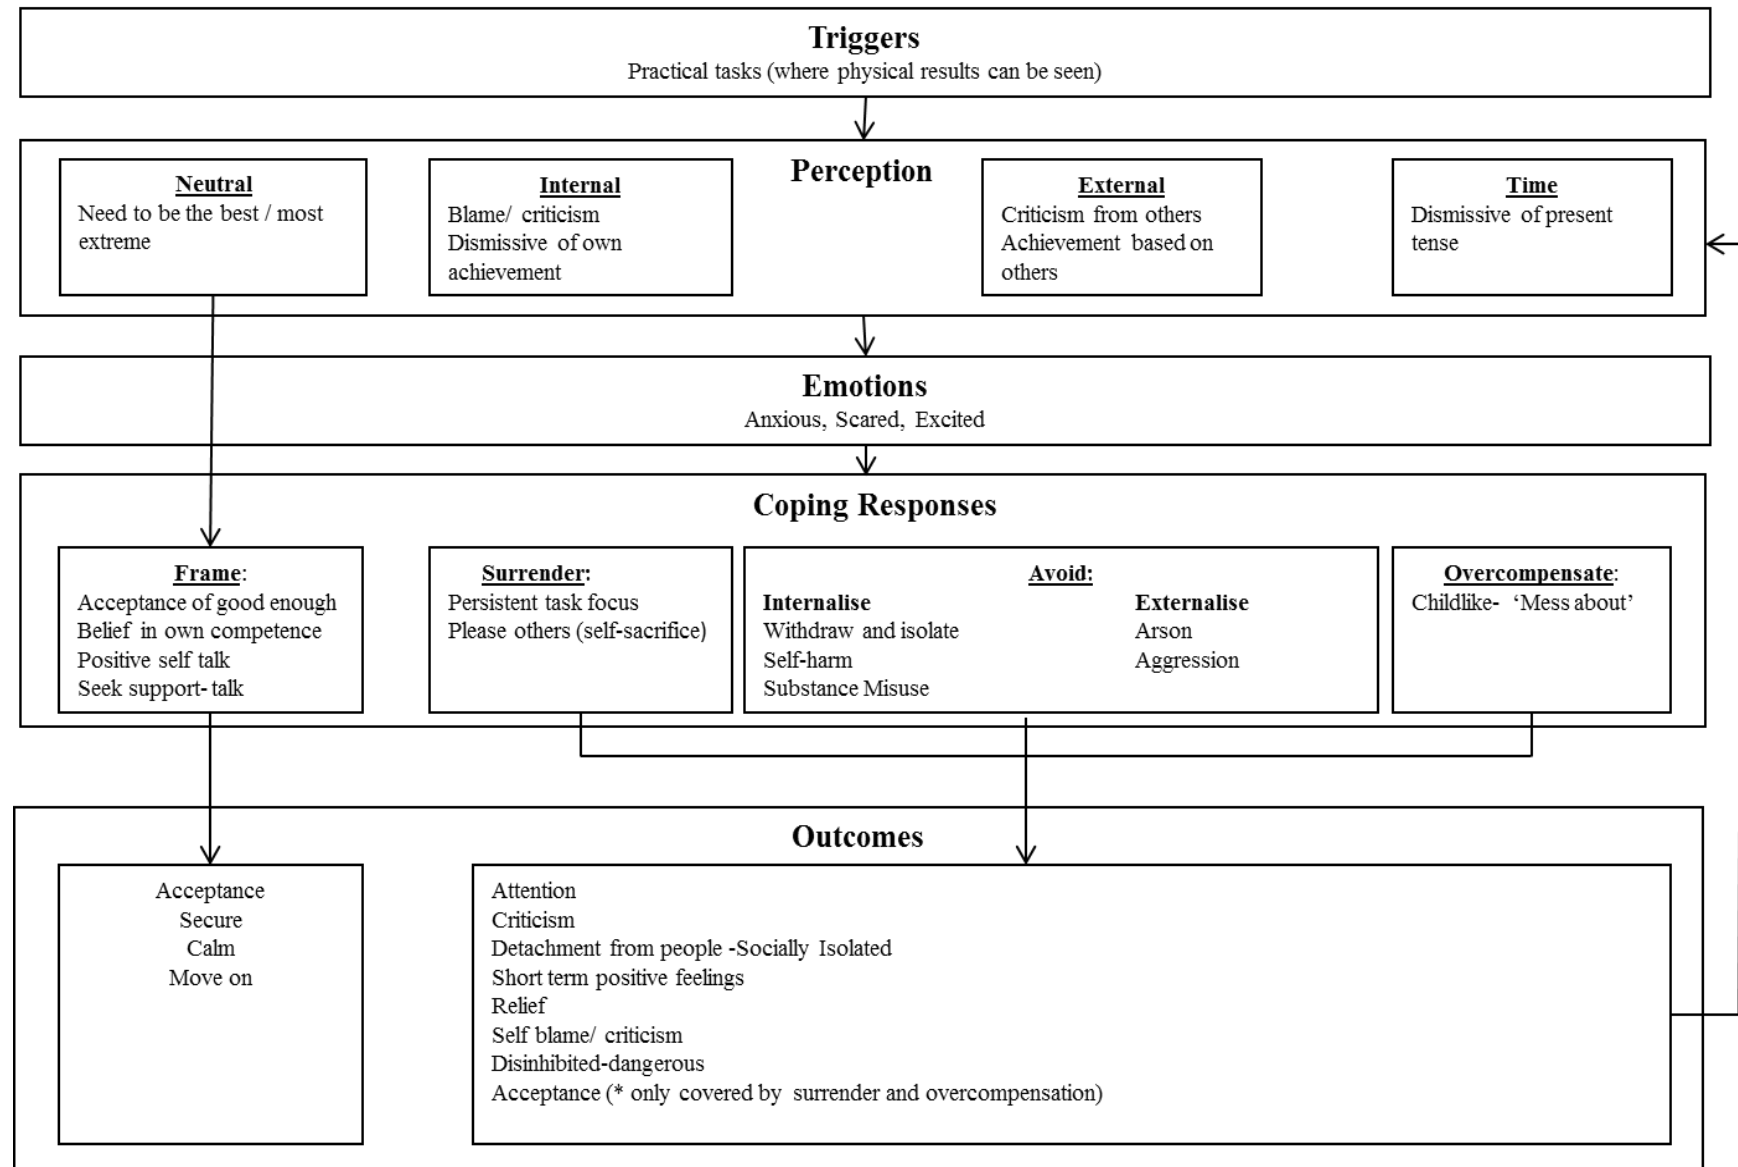 Triggers
Practical tasks (where physical results can be seen)
Perception
Neutral
Need to be the best / most
extreme
Internal
Blame/ criticism
Dismissive of own
achievement
External
Criticism from others
Achievement based on
others
Time
Dismissive of present
tense
Emotions
Anxious, Scared, Excited
Coping Responses
Frame:
Acceptance of good enough
Belief in own competence
Positive self talk
Seek support- talk
Surrender:
Persistent task focus
Please others (self-sacrifice)
Avoid:
Internalise
Withdraw and isolate
Self-harm
Substance Misuse
Externalise
Arson
Aggression
Overcompensate:
Childlike- ‘Mess about’
Outcomes
Acceptance
Secure
Calm
Move on
Attention
Criticism
Detachment from people -Socially Isolated
Short term positive feelings
Relief
Self blame/ criticism
Disinhibited-dangerous
Acceptance (* only covered by surrender and overcompensation)